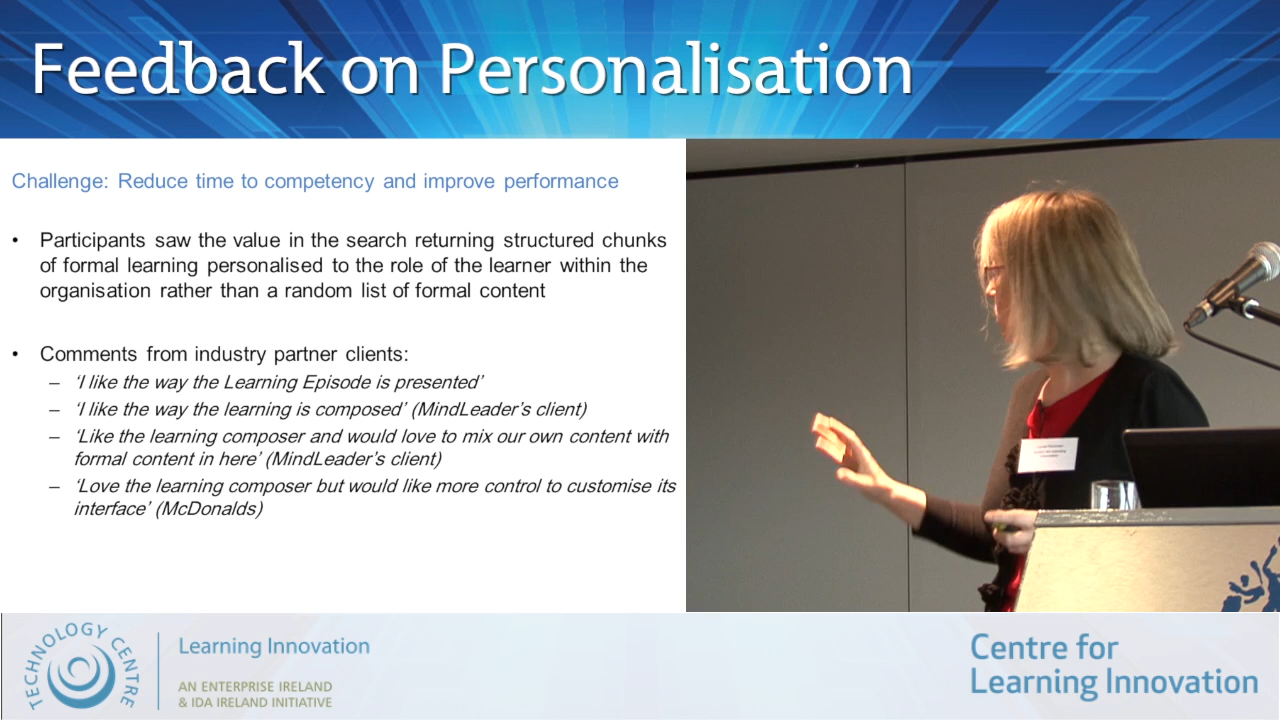 Feedback on Personalisation
Challenge: Reduce time to competency and improve performance
• Participants saw the value in the search returning structured chunks
of formal learning personalised to the role of the learner within the
organisation rather than a random list of formal content
• Comments from industry partner clients:
– ‘I like the way the Learning Episode is presented’
– ‘I like the way the learning is composed’ (MindLeader’s client)
– ‘Like the learning composer and would love to mix our own content with
formal content in here’ (MindLeader’s client)
– ‘Love the learning composer but would like more control to customise its
interface’ (McDonalds)
TECHNOLOGY CENTRE
Learning Innovation
AN ENTERPRISE IRELAND
& IDA IRELAND INITIATIVE
Centre for
Learning Innovation